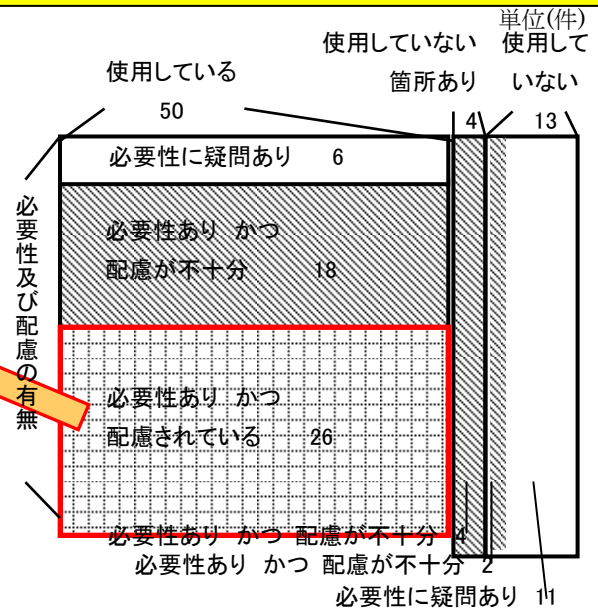 単位(件)
使用している
50
使用していない
箇所あり
4
使用して
いない
13
必要性及び配慮の有無
必要性に疑問あり 6
必要性あり かつ
配慮が不十分 18
必要性あり かつ
配慮されている 26
必要性あり かつ 配慮が不十分 4
必要性あり かつ 配慮が不十分 2
必要性に疑問あり 11